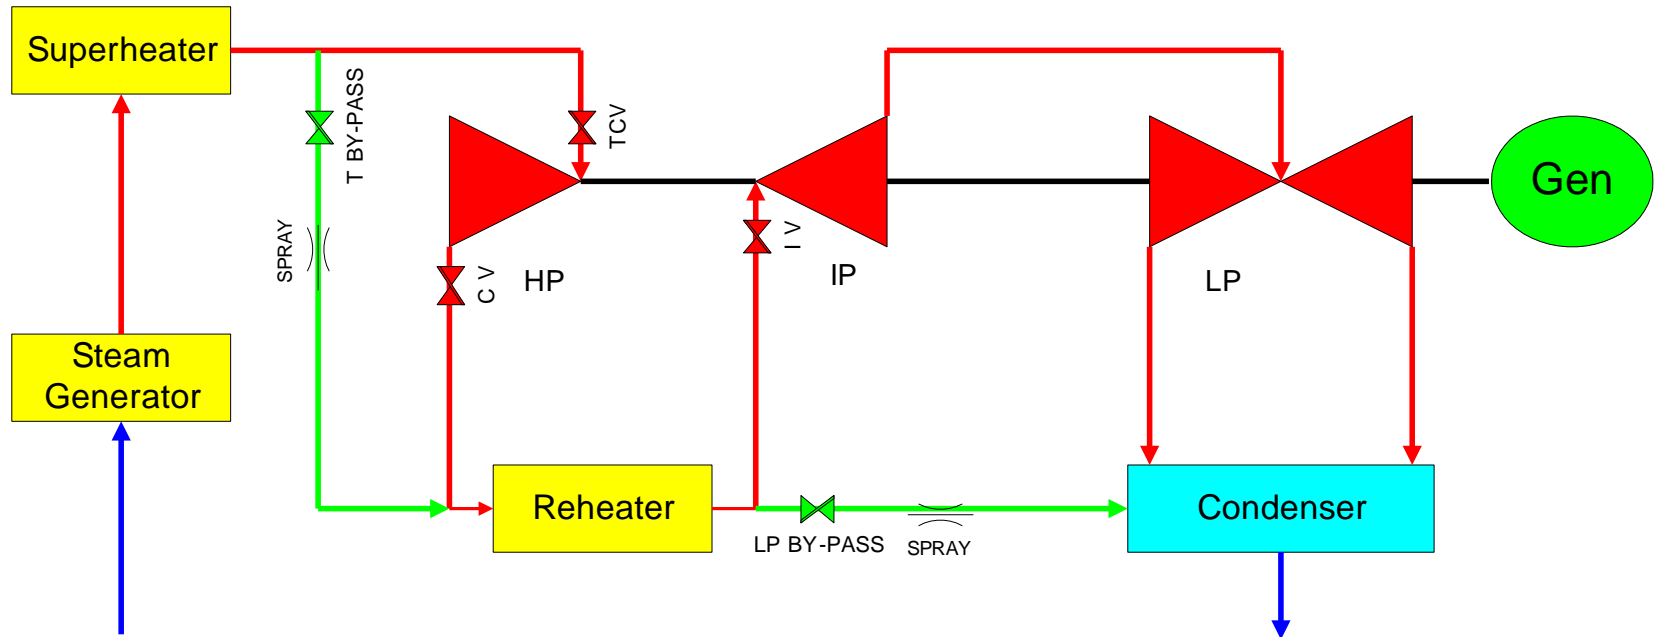 Superheater
T BY-PASS
TCV
Gen
SPRAY
I V
C V
HP
IP
LP
Steam
Generator
Reheater
Condenser
LP BY-PASS
SPRAY